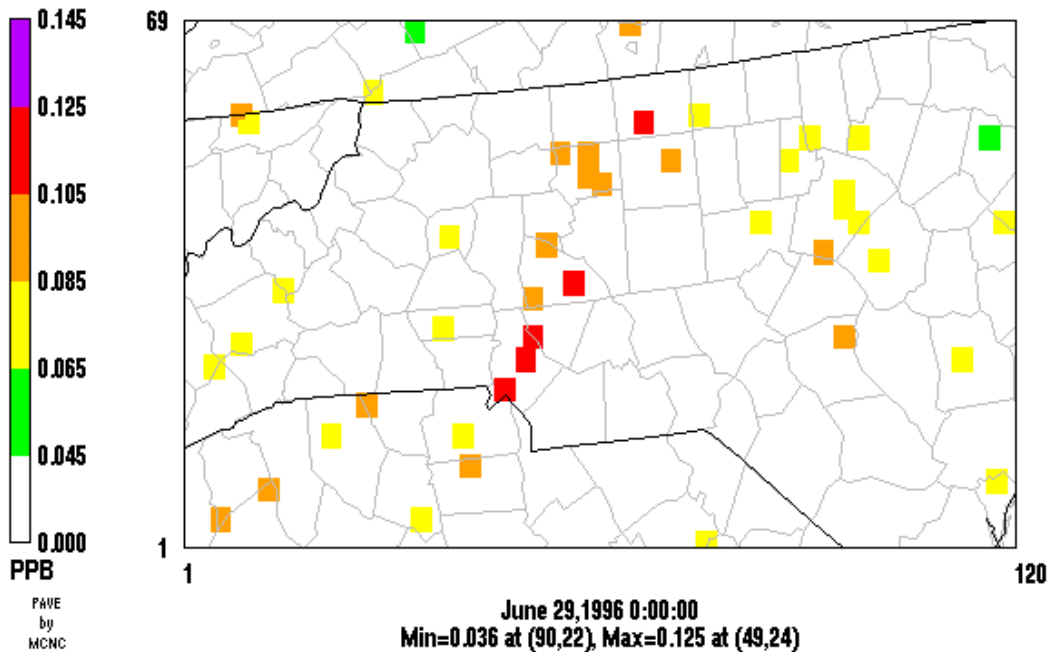 0.145
0.125
0.105
0.085
0.065
0.045
0.000
PPB
PAVE
by
MCNC
69
1
1
120
June 29,1996 0:00:00
Min=0.036 at (90,22), Max=0.125 at (49,24)